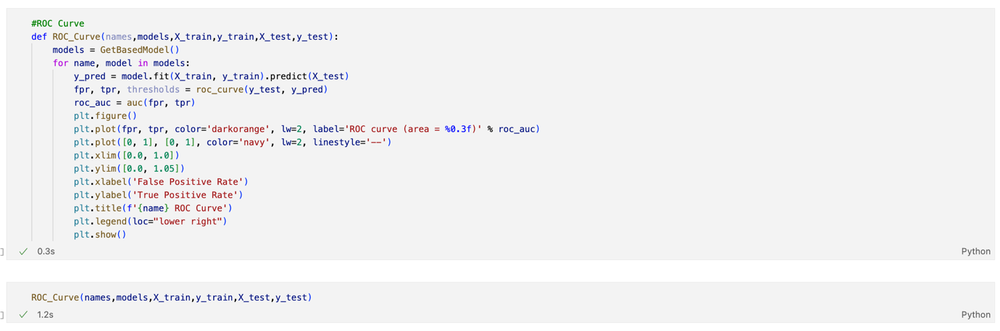 #ROC Curve
def ROC_Curve(names,models,X_train,y_train,X_test,y_test):
    models = GetBasedModel()
    for name, model in models:
        y_pred = model.fit(X_train, y_train).predict(X_test)
        fpr, tpr, thresholds = roc_curve(y_test, y_pred)
        roc_auc = auc(fpr, tpr)
        plt.figure()
        plt.plot(fpr, tpr, color='darkorange', lw=2, label='ROC curve (area = %0.3f)' % roc_auc)
        plt.plot([0, 1], [0, 1], color='navy', lw=2, linestyle='--')
        plt.xlim([0.0, 1.0])
        plt.ylim([0.0, 1.05])
        plt.xlabel('False Positive Rate')
        plt.ylabel('True Positive Rate')
        plt.title(f'{name} ROC Curve')
        plt.legend(loc="lower right")
        plt.show()
] ✓ 0.3s Python
ROC_Curve(names,models,X_train,y_train,X_test,y_test)
] ✓ 1.2s Python